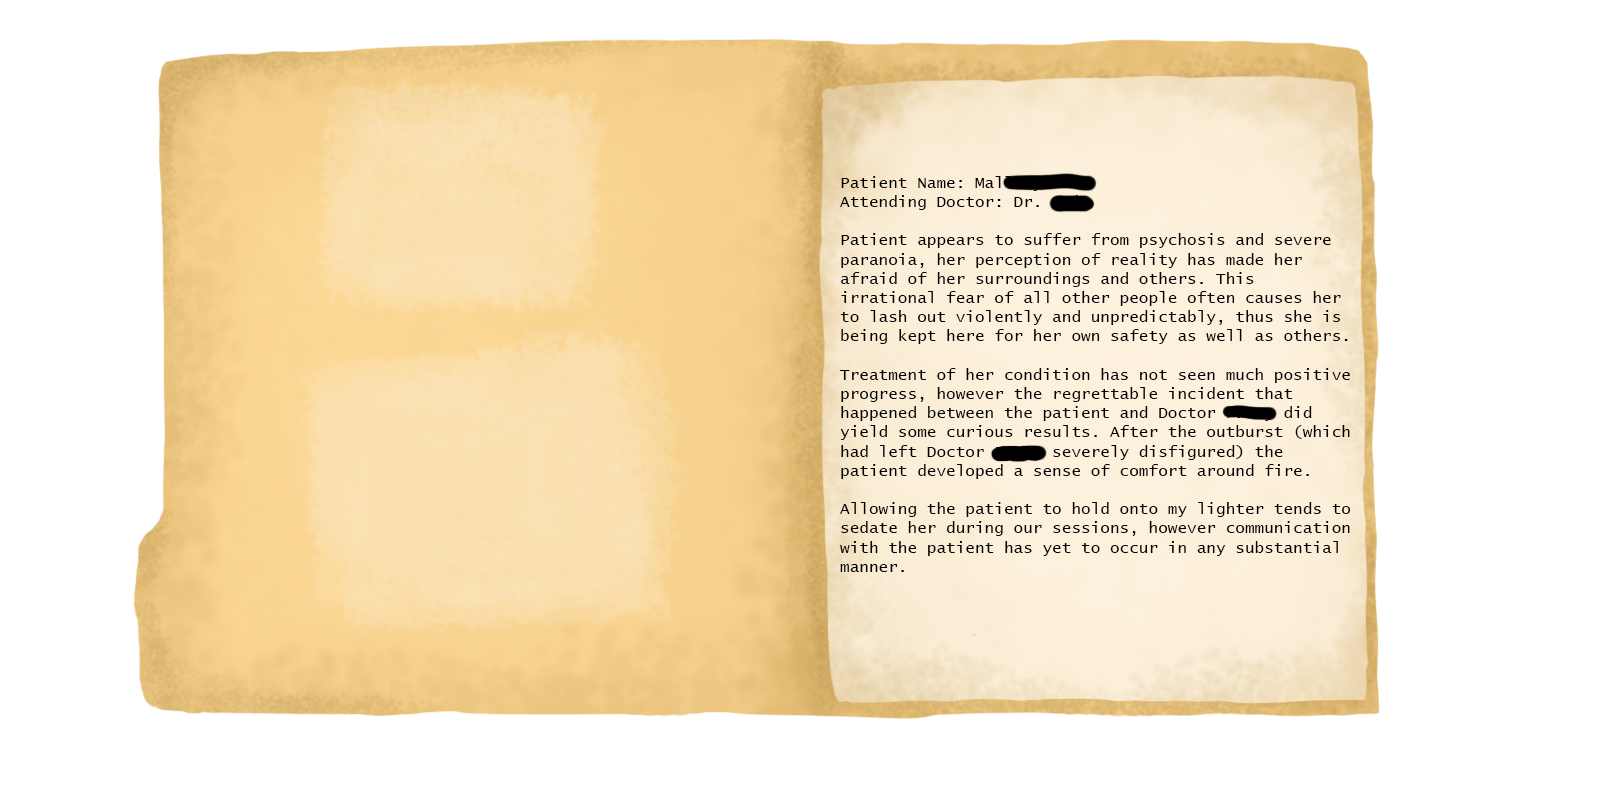 Patient Name: Mal
Attending Doctor: Dr.
Patient appears to suffer from psychosis and severe
paranoia, her perception of reality has made her
afraid of her surroundings and others. This
irrational fear of all other people often causes her
to lash out violently and unpredictably, thus she is
being kept here for her own safety as well as others.
Treatment of her condition has not seen much positive
progress, however the regrettable incident that
happened between the patient and Doctor did
yield some curious results. After the outburst (which
had left Doctor severely disfigured) the
patient developed a sense of comfort around fire.
Allowing the patient to hold onto my lighter tends to
sedate her during our sessions, however communication
with the patient has yet to occur in any substantial
manner.